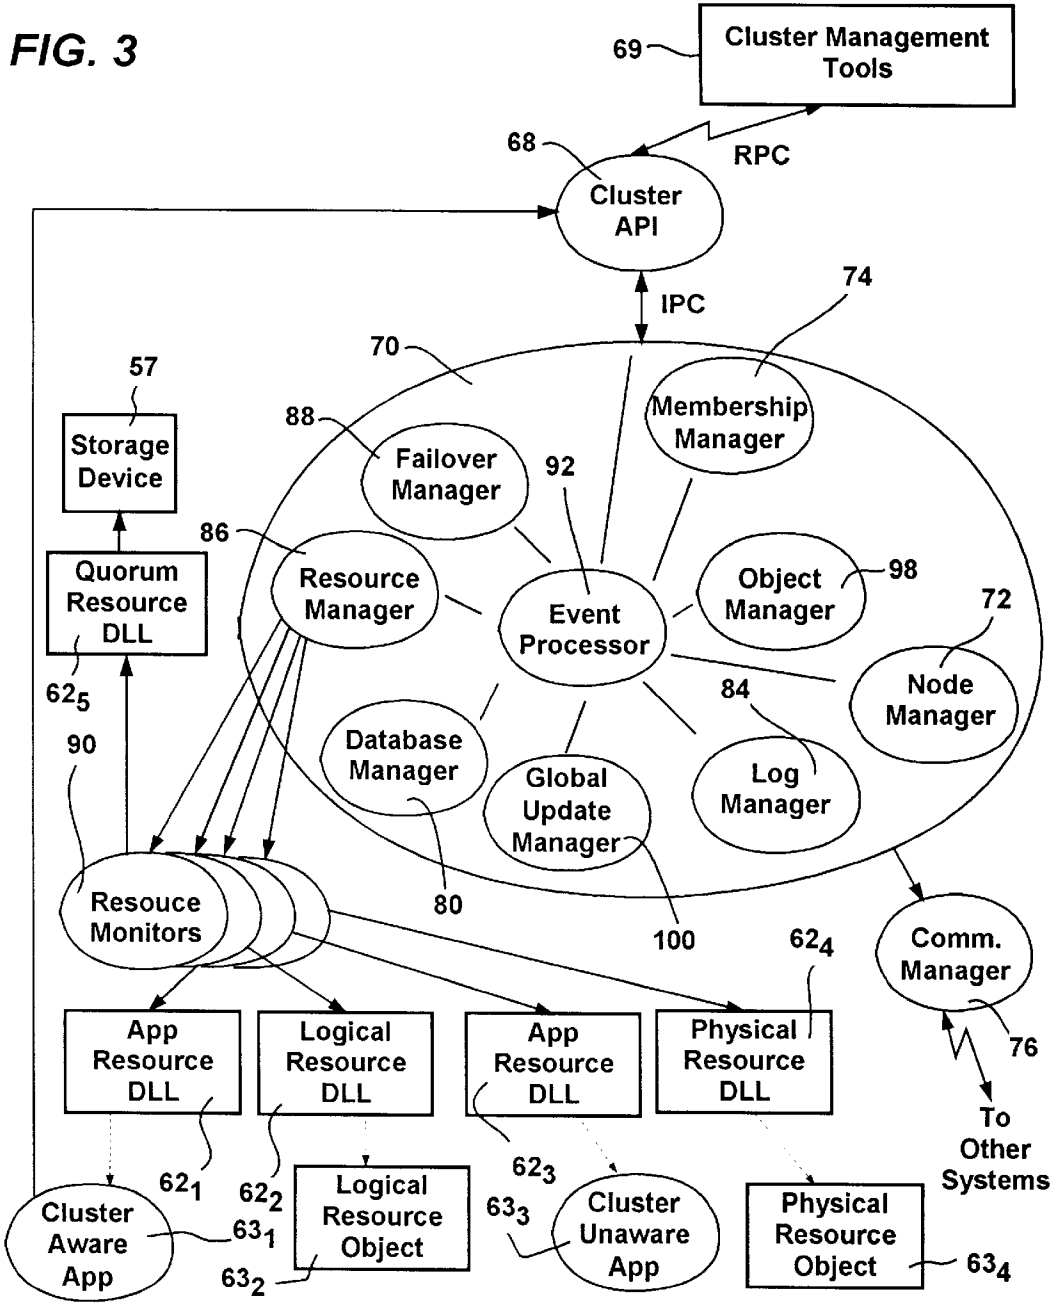 FIG. 3
69
Cluster Management
Tools
68
RPC
Cluster
API
IPC
74
70
57
Storage
Device
88
Failover
Manager
Membership
Manager
92
86
Resource
Manager
Event
Processor
Object
Manager
98
72
Node
Manager
Quorum
Resource
DLL
62₅
84
90
Database
Manager
Global
Update
Manager
Log
Manager
80
100
Resouce
Monitors
62₄
Comm.
Manager
76
App
Resource
DLL
Logical
Resource
DLL
App
Resource
DLL
Physical
Resource
DLL
To
Other
Systems
62₁
62₂
62₃
Cluster
Aware
App
63₁
Logical
Resource
Object
63₂
63₃
Cluster
Unaware
App
Physical
Resource
Object
63₄